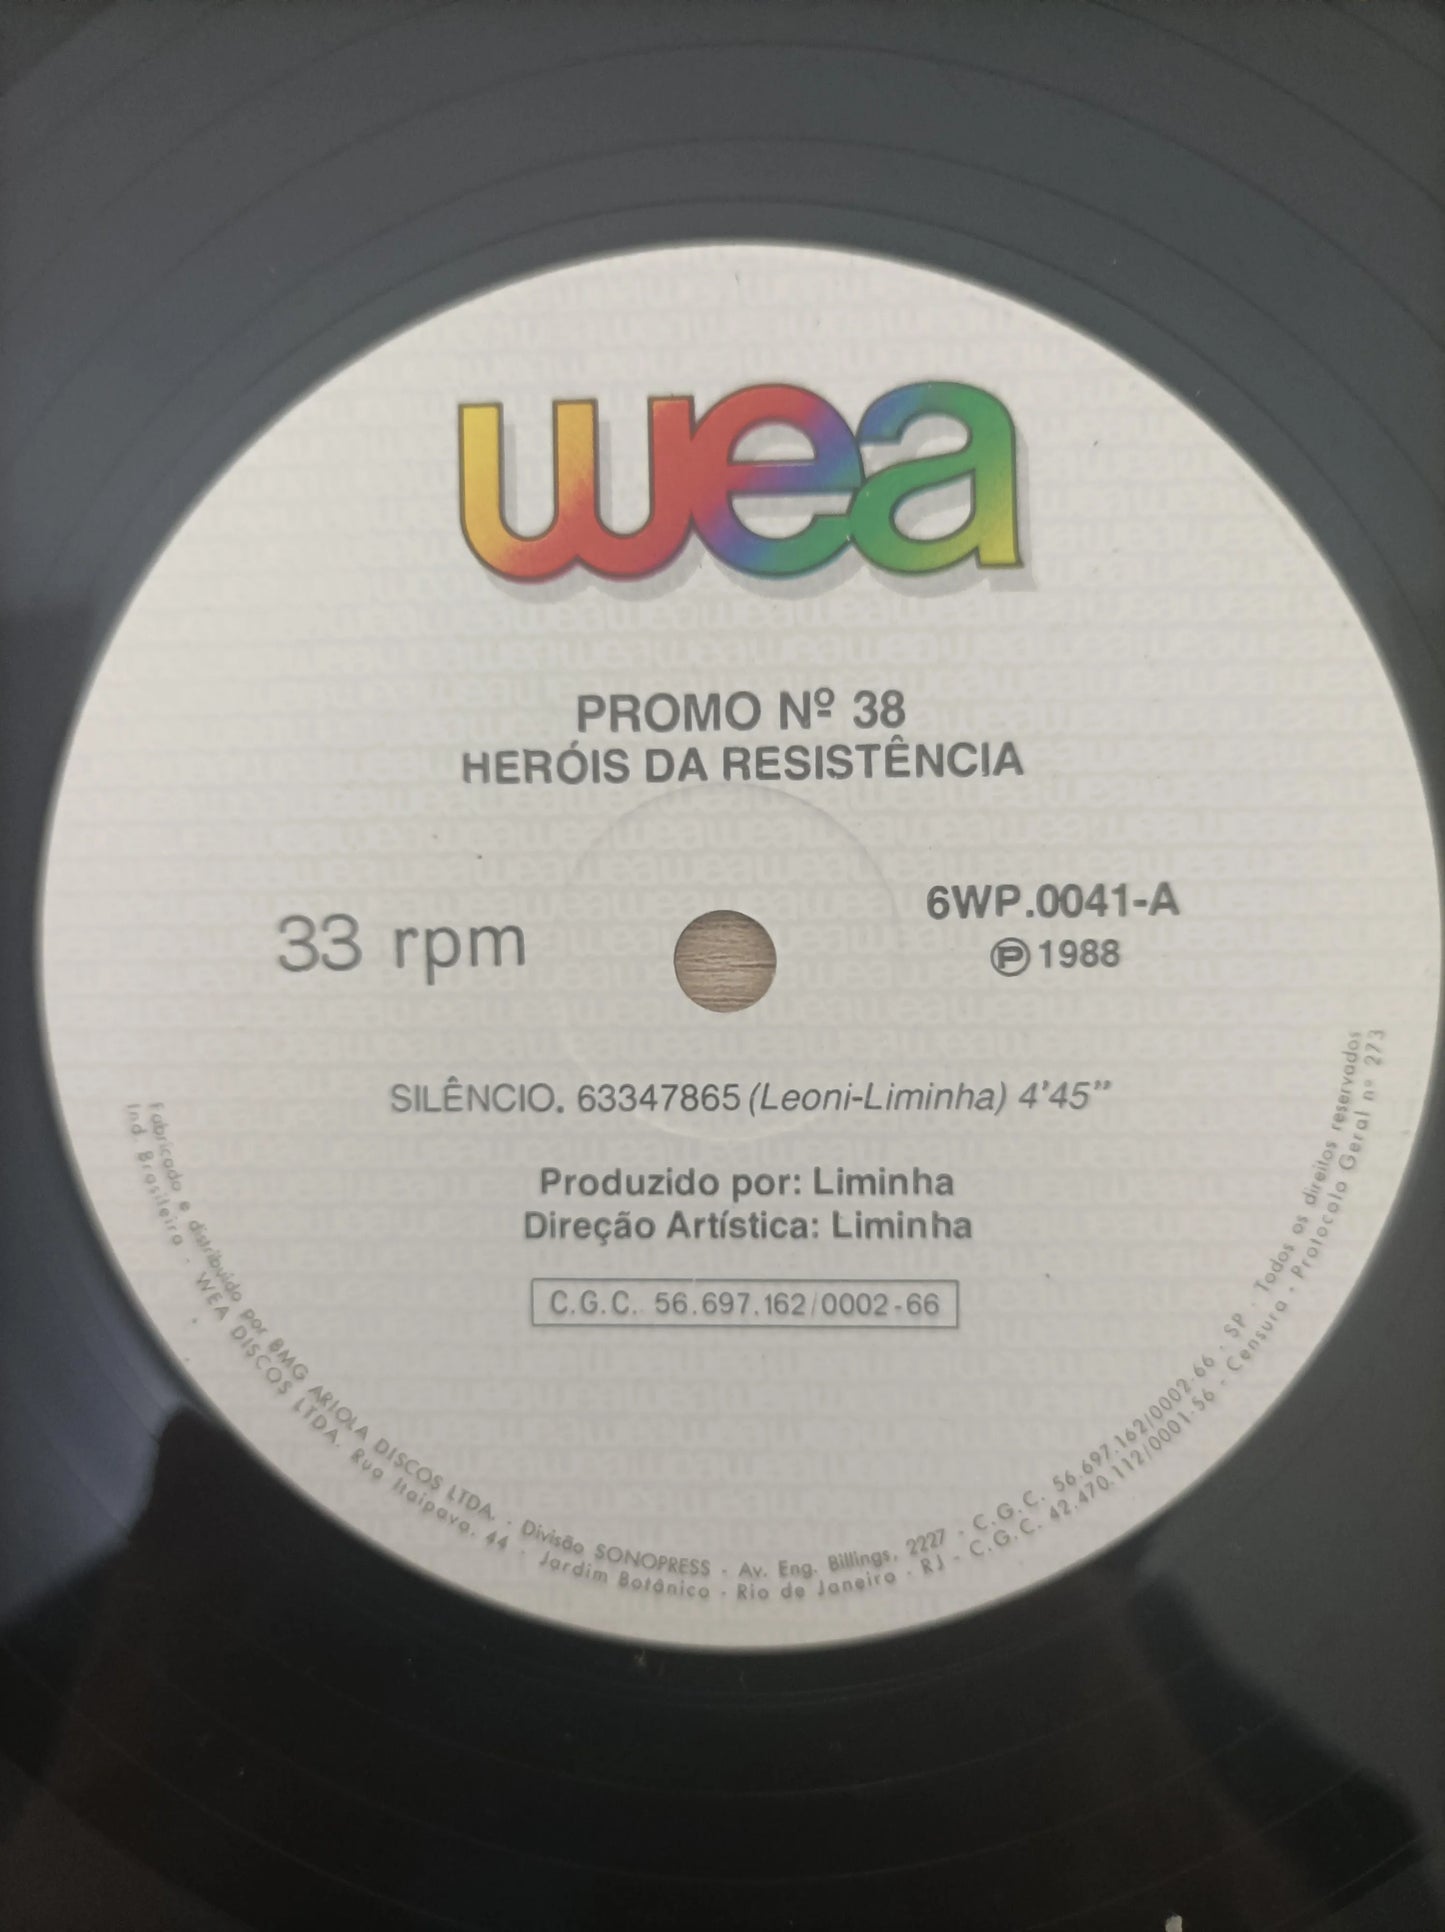 wea
PROMO Nº 38
HERÓIS DA RESISTÊNCIA
33 rpm
6WP.0041-A
Ⓟ 1988
SILÊNCIO. 63347865 (Leoni-Liminha) 4'45"
Produzido por: Liminha
Direção Artística: Liminha
C.G.C. 56.697.162/0002-66
Fabricado e distribuido por BMG ARIOLA DISCOS LTDA. - Divisão SONOPRESS - Av. Eng. Billings, 2227 - C.G.C. 56.697.162/0002-66 - SP - Todos os direitos reservados
Ind. Brasileira - WEA DISCOS LTDA. Rua Itaipava, 44 - Jardim Botânico - Rio de Janeiro - RJ - C.G.C. 42.470.112/0001-56 - Censura - Protocolo Geral nº 273